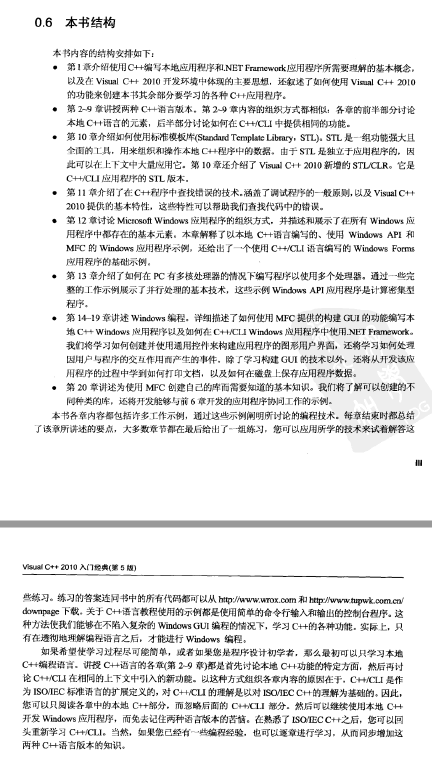 0.6 本书结构
本书内容的结构安排如下：
● 第1章介绍使用C++编写本地应用程序和.NET Framework应用程序所需要理解的基本概念，
以及在 Visual C++ 2010 开发环境中体现的主要思想，还叙述了如何使用 Visual C++ 2010
的功能来创建本书其余部分要学习的各种 C++应用程序。
● 第 2~9 章讲授两种 C++语言版本。第 2~9 章内容的组织方式都相似：各章的前半部分讨论
本地 C++语言的元素，后半部分讨论如何在 C++/CLI 中提供相同的功能。
● 第 10 章介绍如何使用标准模板库(Standard Template Library，STL)。STL 是一组功能强大且
全面的工具，用来组织和操作本地 C++程序中的数据。由于 STL 是独立于应用程序的，因
此可以在上下文中大量应用它。第 10 章还介绍了 Visual C++ 2010 新增的 STL/CLR。它是
C++/CLI 应用程序的 STL 版本。
● 第 11 章介绍了在 C++程序中查找错误的技术。涵盖了调试程序的一般原则，以及 Visual C++
2010 提供的基本特性，这些特性可以帮助我们查找代码中的错误。
● 第 12 章讨论 Microsoft Windows 应用程序的组织方式，并描述和展示了在所有 Windows 应
用程序中都存在的基本元素。本章解释了以本地 C++语言编写的、使用 Windows API 和
MFC 的 Windows 应用程序示例，还给出了一个使用 C++/CLI 语言编写的 Windows Forms
应用程序的基础示例。
● 第 13 章介绍了如何在 PC 有多核处理器的情况下编写程序以使用多个处理器。通过一些完
整的工作示例展示了并行处理的基本技术，这些示例 Windows API 应用程序是计算密集型
程序。
● 第 14~19 章讲述 Windows 编程。详细描述了如何使用 MFC 提供的构建 GUI 的功能编写本
地 C++ Windows 应用程序以及如何在 C++/CLI Windows 应用程序中使用.NET Framework。
我们将学习如何创建并使用通用控件来构建应用程序的图形用户界面，还将学习如何处理
因用户与程序的交互作用而产生的事件。除了学习构建 GUI 的技术以外，还将从开发该应
用程序的过程中学到如何打印文档，以及如何在磁盘上保存应用程序数据。
● 第 20 章讲述为使用 MFC 创建自己的库而需要知道的基本知识。我们将了解可以创建的不
同种类的库，还将开发能够与前 6 章开发的应用程序协同工作的示例。
本书各章内容都包括许多工作示例，通过这些示例阐明所讨论的编程技术。每章结束时都总结
了该章所讲述的要点，大多数章节都在最后给出了一组练习，您可以应用所学的技术来试着解答这
III
Visual C++ 2010 入门经典(第 5 版)
些练习。练习的答案连同书中的所有代码都可以从 http://www.wrox.com 和 http://www.tupwk.com.cn/
downpage 下载。关于 C++语言教程使用的示例都是使用简单的命令行输入和输出的控制台程序。这
种方法使我们能够在不陷入复杂的 Windows GUI 编程的情况下，学习 C++的各种功能。实际上，只
有在透彻地理解编程语言之后，才能进行 Windows 编程。
如果希望使学习过程尽可能简单，或者如果您是程序设计初学者，那么最初可以只学习本地
C++编程语言。讲授 C++语言的各章(第 2~9 章)都是首先讨论本地 C++功能的特定方面，然后再讨
论 C++/CLI 在相同的上下文中引入的新功能。以这种方式组织各章内容的原因在于，C++/CLI 是作
为 ISO/IEC 标准语言的扩展定义的，对 C++/CLI 的理解是以对 ISO/IEC C++的理解为基础的。因此，
您可以只阅读各章中的本地 C++部分，而忽略后面的 C++/CLI 部分。然后可以继续使用本地 C++
开发 Windows 应用程序，而免去记住两种语言版本的苦恼。在熟悉了 ISO/IEC C++之后，您可以回
头重新学习 C++/CLI。当然，如果您已经有一些编程经验，也可以逐章进行学习，从而同步增加这
两种 C++语言版本的知识。